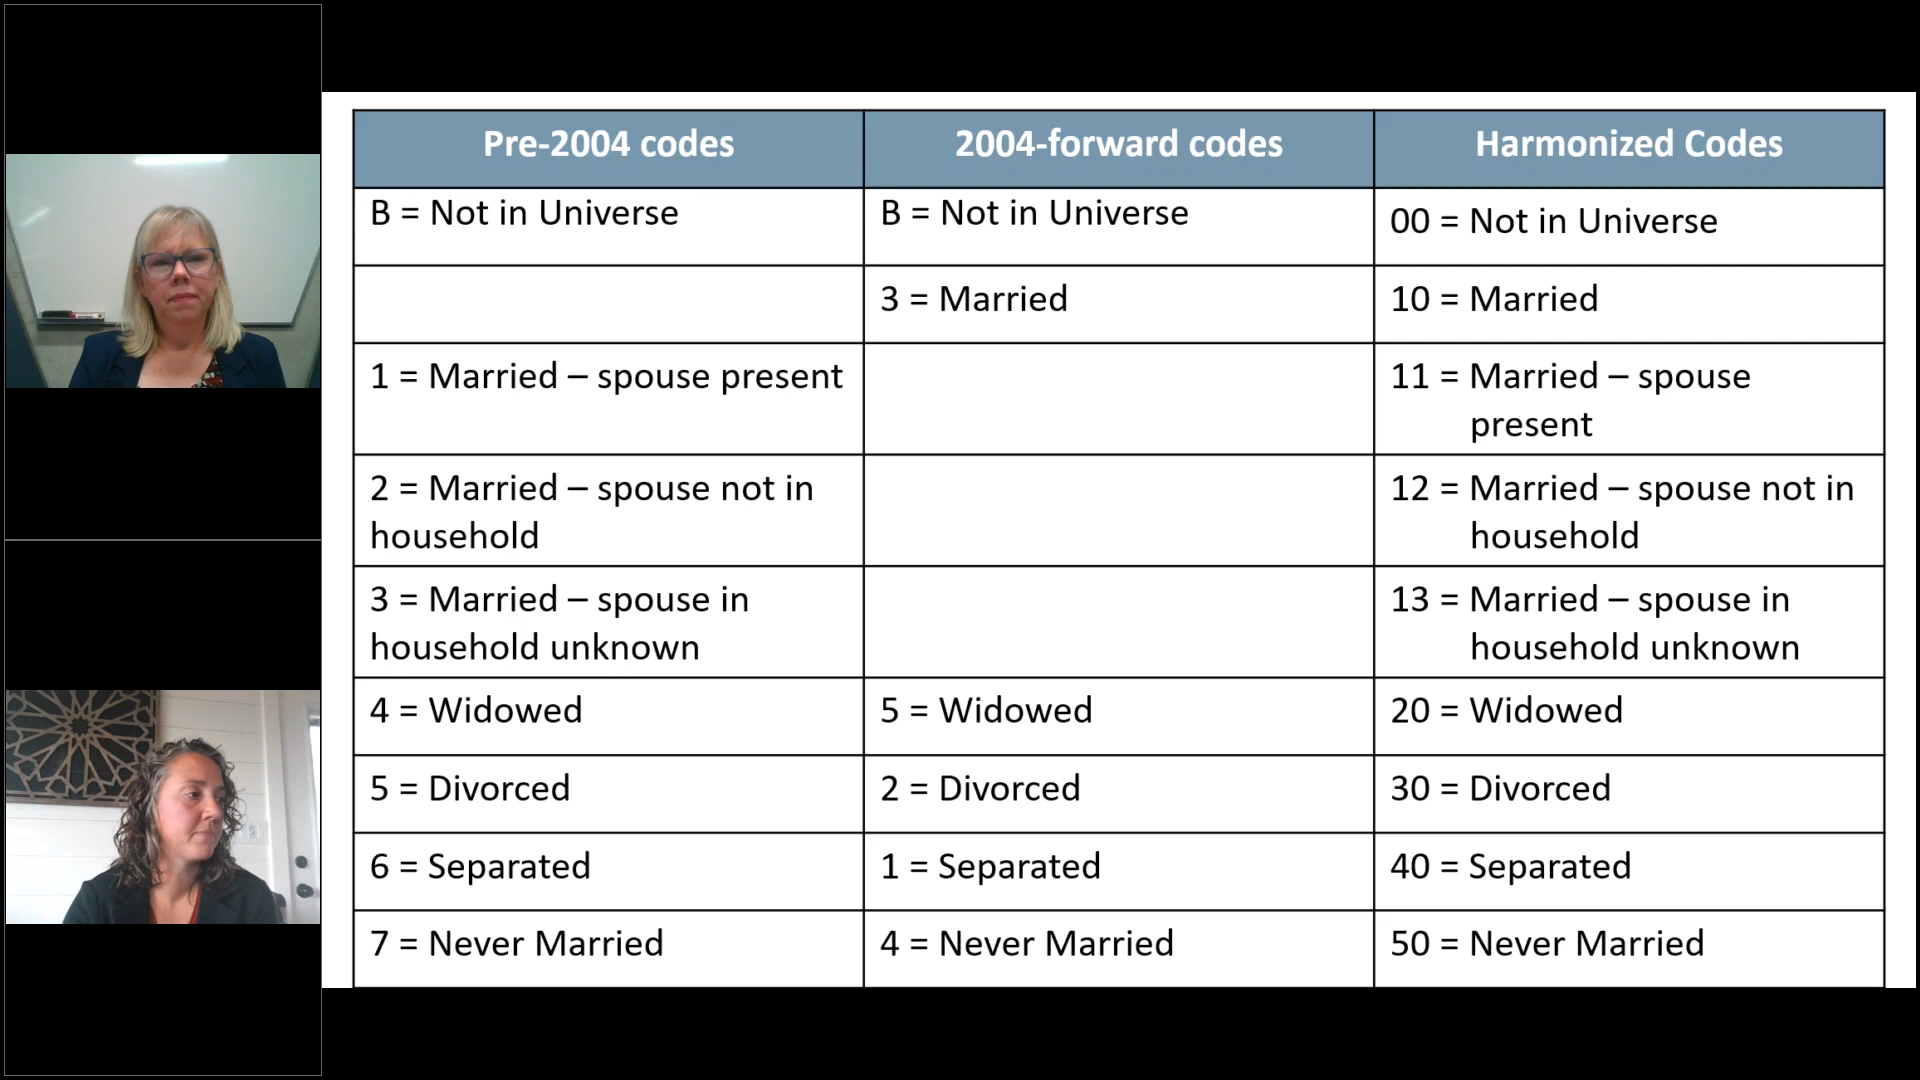 Pre-2004 codes 2004-forward codes Harmonized Codes
B = Not in Universe B = Not in Universe 00 = Not in Universe
3 = Married 10 = Married
1 = Married – spouse present 11 = Married – spouse
present
2 = Married – spouse not in 12 = Married – spouse not in
household household
3 = Married – spouse in 13 = Married – spouse in
household unknown household unknown
4 = Widowed 5 = Widowed 20 = Widowed
5 = Divorced 2 = Divorced 30 = Divorced
6 = Separated 1 = Separated 40 = Separated
7 = Never Married 4 = Never Married 50 = Never Married